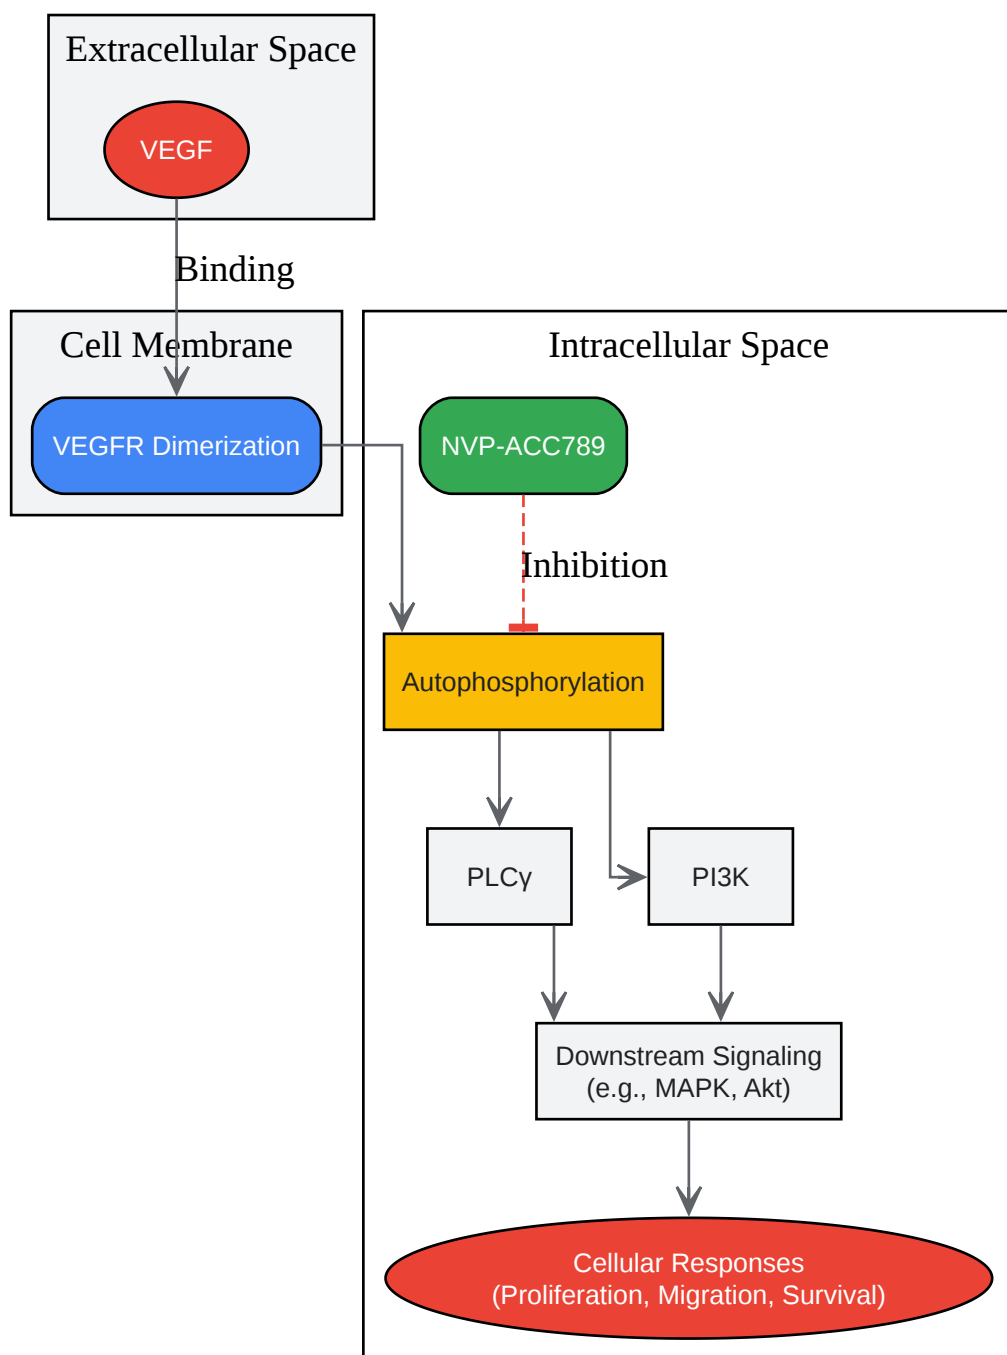 Extracellular Space
VEGF
Binding
Cell Membrane
VEGFR Dimerization
Intracellular Space
NVP-ACC789
Inhibition
Autophosphorylation
PLCγ
PI3K
Downstream Signaling
(e.g., MAPK, Akt)
Cellular Responses
(Proliferation, Migration, Survival)